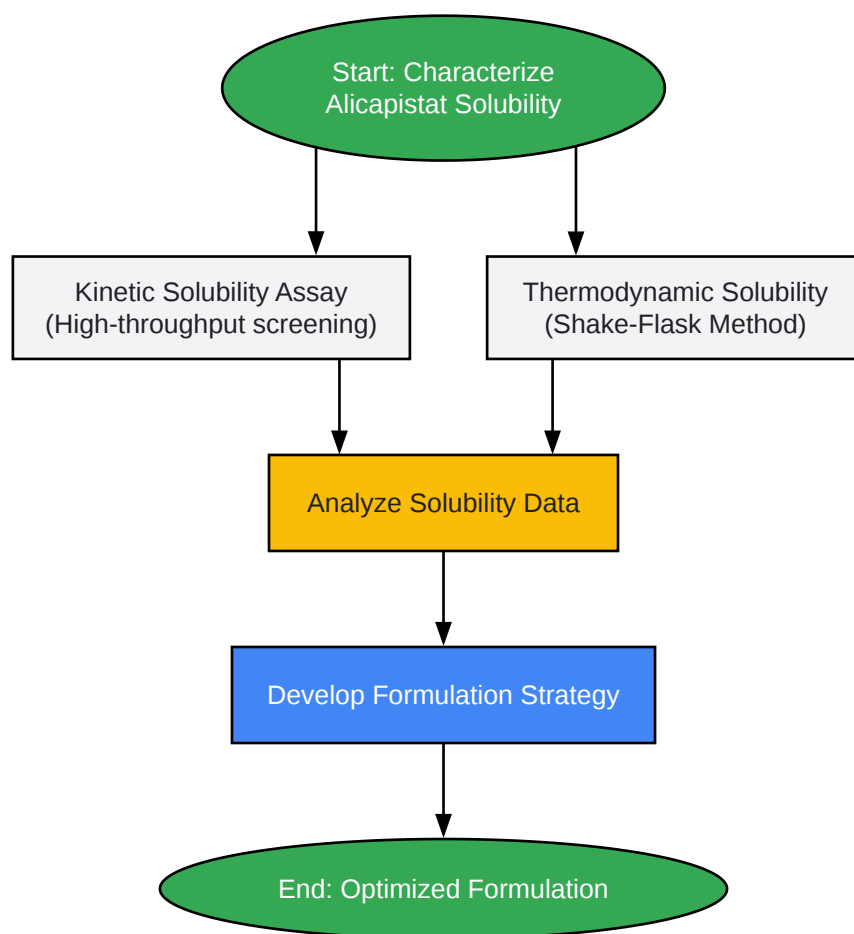 Start: Characterize
Alicapistat Solubility
Kinetic Solubility Assay
(High-throughput screening)
Thermodynamic Solubility
(Shake-Flask Method)
Analyze Solubility Data
Develop Formulation Strategy
End: Optimized Formulation